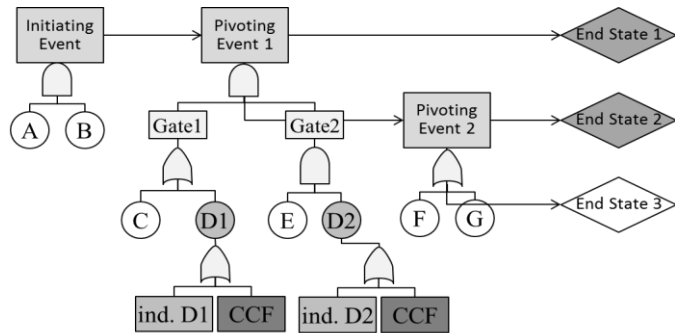 Initiating
Event
Pivoting
Event 1
End State 1
A
B
Gate1
Gate2
Pivoting
Event 2
End State 2
C
D1
E
D2
F
G
End State 3
ind. D1
CCF
ind. D2
CCF